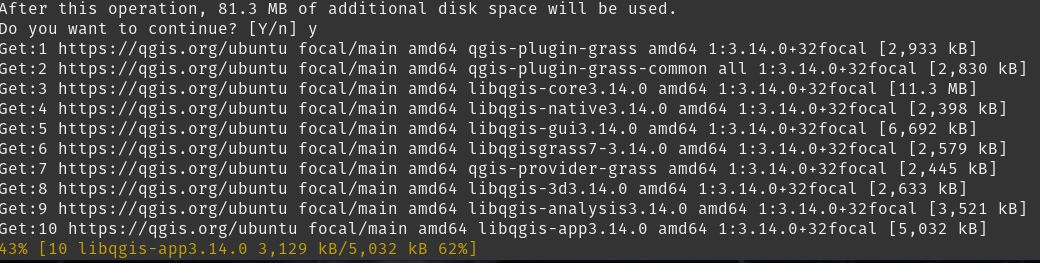 After this operation, 81.3 MB of additional disk space will be used.
Do you want to continue? [Y/n] y
Get:1 https://qgis.org/ubuntu focal/main amd64 qgis-plugin-grass amd64 1:3.14.0+32focal [2,933 kB]
Get:2 https://qgis.org/ubuntu focal/main amd64 qgis-plugin-grass-common all 1:3.14.0+32focal [2,830 kB]
Get:3 https://qgis.org/ubuntu focal/main amd64 libqgis-core3.14.0 amd64 1:3.14.0+32focal [11.3 MB]
Get:4 https://qgis.org/ubuntu focal/main amd64 libqgis-native3.14.0 amd64 1:3.14.0+32focal [2,398 kB]
Get:5 https://qgis.org/ubuntu focal/main amd64 libqgis-gui3.14.0 amd64 1:3.14.0+32focal [6,692 kB]
Get:6 https://qgis.org/ubuntu focal/main amd64 libqgisgrass7-3.14.0 amd64 1:3.14.0+32focal [2,579 kB]
Get:7 https://qgis.org/ubuntu focal/main amd64 qgis-provider-grass amd64 1:3.14.0+32focal [2,445 kB]
Get:8 https://qgis.org/ubuntu focal/main amd64 libqgis-3d3.14.0 amd64 1:3.14.0+32focal [2,633 kB]
Get:9 https://qgis.org/ubuntu focal/main amd64 libqgis-analysis3.14.0 amd64 1:3.14.0+32focal [3,521 kB]
Get:10 https://qgis.org/ubuntu focal/main amd64 libqgis-app3.14.0 amd64 1:3.14.0+32focal [5,032 kB]
43% [10 libqgis-app3.14.0 3,129 kB/5,032 kB 62%]